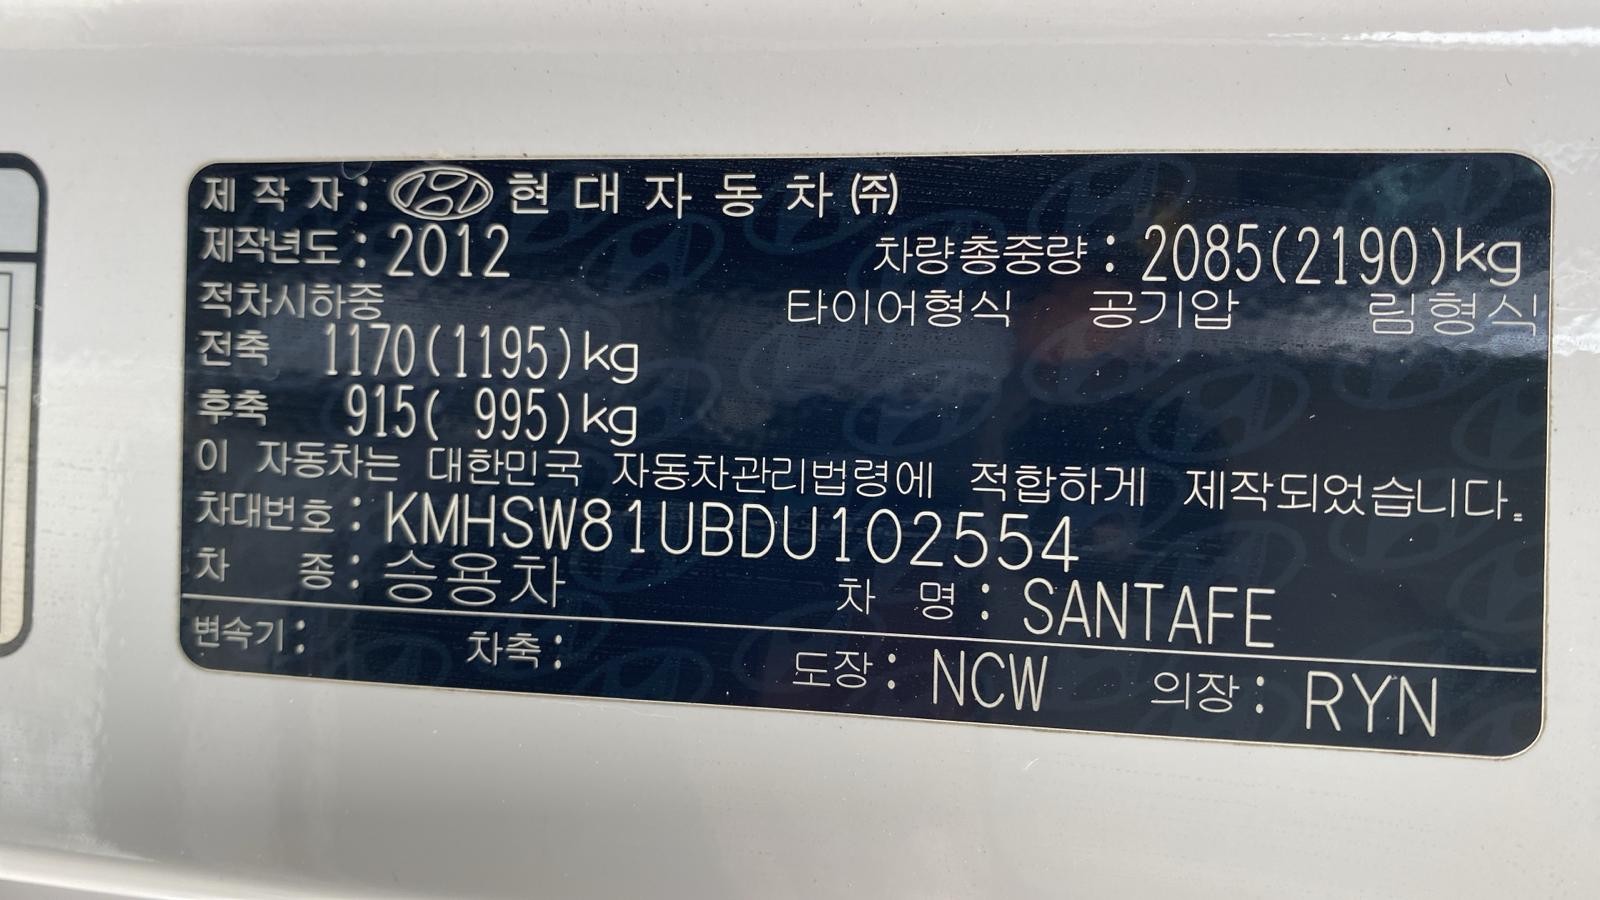 제 작 자 : 현 대 자 동 차 ㈜
제작년도 : 2012 차량총중량 : 2085(2190)kg
적차시하중 타이어형식 공기압 림형식
전축 1170(1195)kg
후축 915( 995)kg
이 자동차는 대한민국 자동차관리법령에 적합하게 제작되었습니다.
차대번호 : KMHSW81UBDU102554
차 종 : 승용차 차 명 : SANTAFE
변속기: 차축: 도장: NCW 의장: RYN